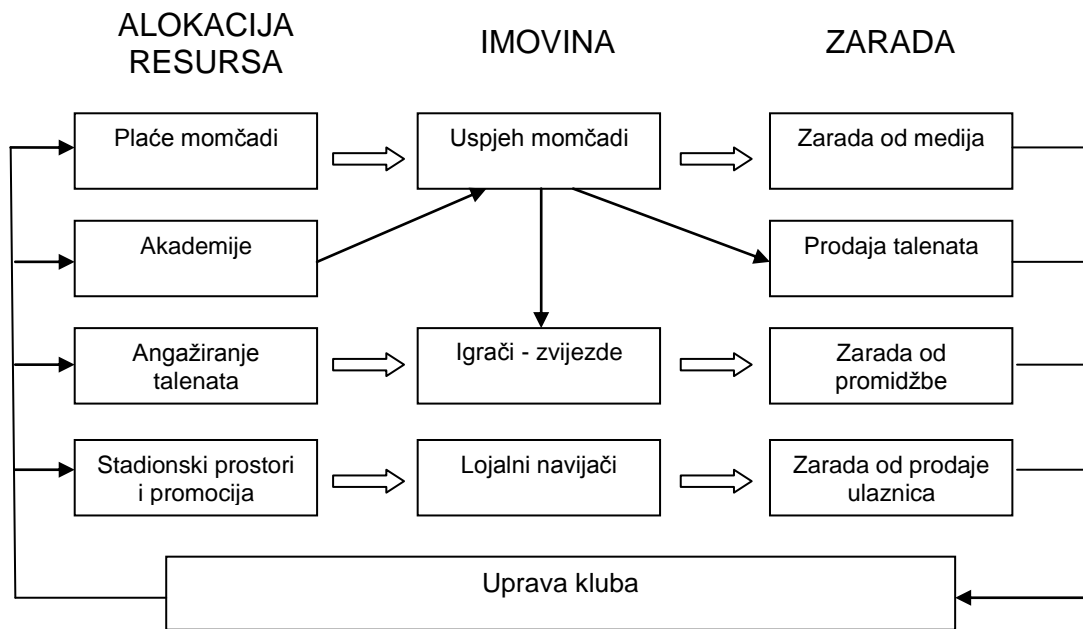 ALOKACIJA
RESURSA
IMOVINA
ZARADA
Plaće momčadi
Uspjeh momčadi
Zarada od medija
Akademije
Prodaja talenata
Angažiranje
talenata
Igrači - zvijezde
Zarada od
promidžbe
Stadionski prostori
i promocija
Lojalni navijači
Zarada od prodaje
ulaznica
Uprava kluba